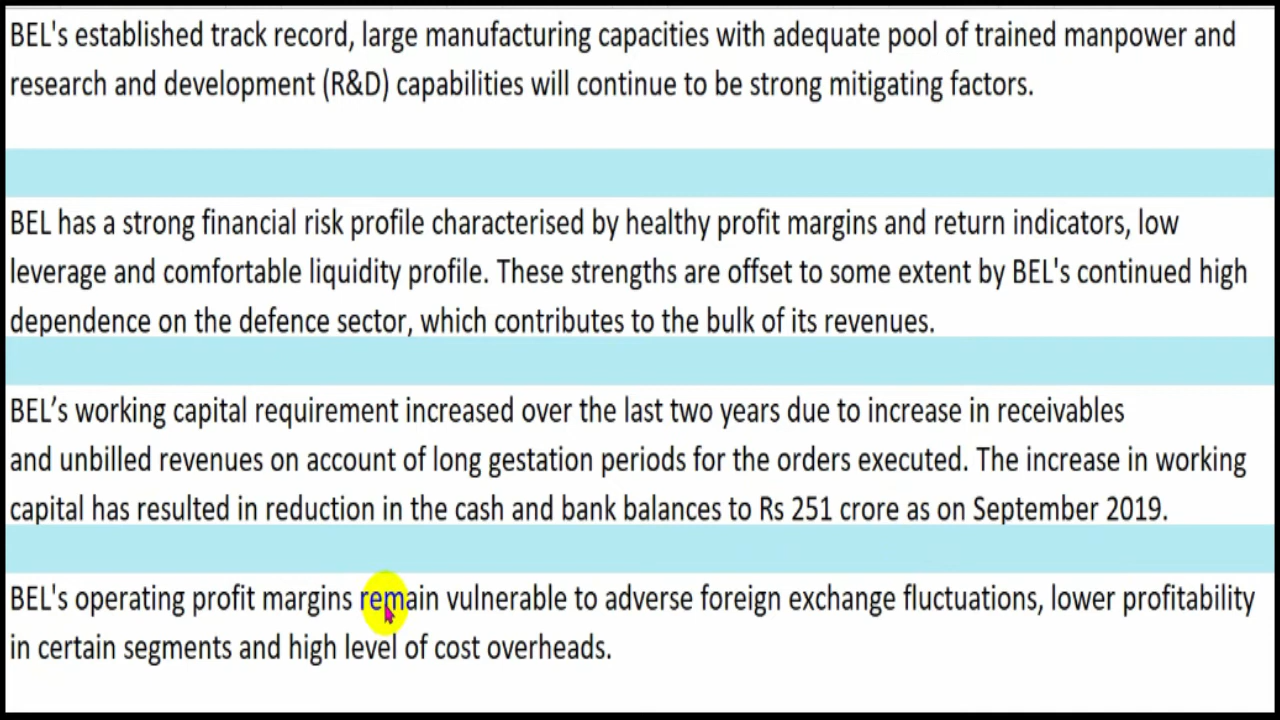 BEL's established track record, large manufacturing capacities with adequate pool of trained manpower and
research and development (R&D) capabilities will continue to be strong mitigating factors.
BEL has a strong financial risk profile characterised by healthy profit margins and return indicators, low
leverage and comfortable liquidity profile. These strengths are offset to some extent by BEL's continued high
dependence on the defence sector, which contributes to the bulk of its revenues.
BEL’s working capital requirement increased over the last two years due to increase in receivables
and unbilled revenues on account of long gestation periods for the orders executed. The increase in working
capital has resulted in reduction in the cash and bank balances to Rs 251 crore as on September 2019.
BEL's operating profit margins remain vulnerable to adverse foreign exchange fluctuations, lower profitability
in certain segments and high level of cost overheads.